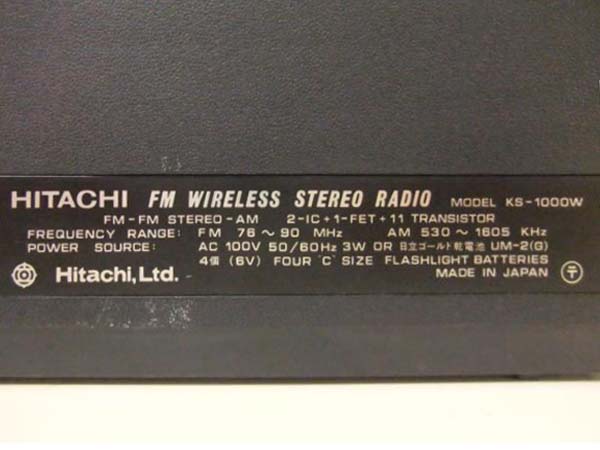 HITACHI FM WIRELESS STEREO RADIO MODEL KS-1000W
FM-FM STEREO-AM 2-IC+1-FET+11 TRANSISTOR
FREQUENCY RANGE: FM 76～90 MHz AM 530～1605 KHz
POWER SOURCE: AC 100V 50/60Hz 3W OR 日立ゴールド乾電池 UM-2(G)
4個 (6V) FOUR "C" SIZE FLASHLIGHT BATTERIES
Hitachi, Ltd. MADE IN JAPAN 〒